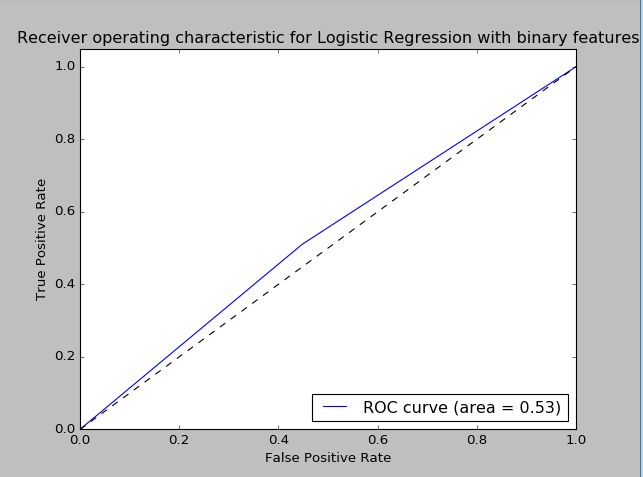 Receiver operating characteristic for Logistic Regression with binary features
1.0
0.8
0.6
0.4
0.2
0.0
True Positive Rate
ROC curve (area = 0.53)
0.0 0.2 0.4 0.6 0.8 1.0
False Positive Rate